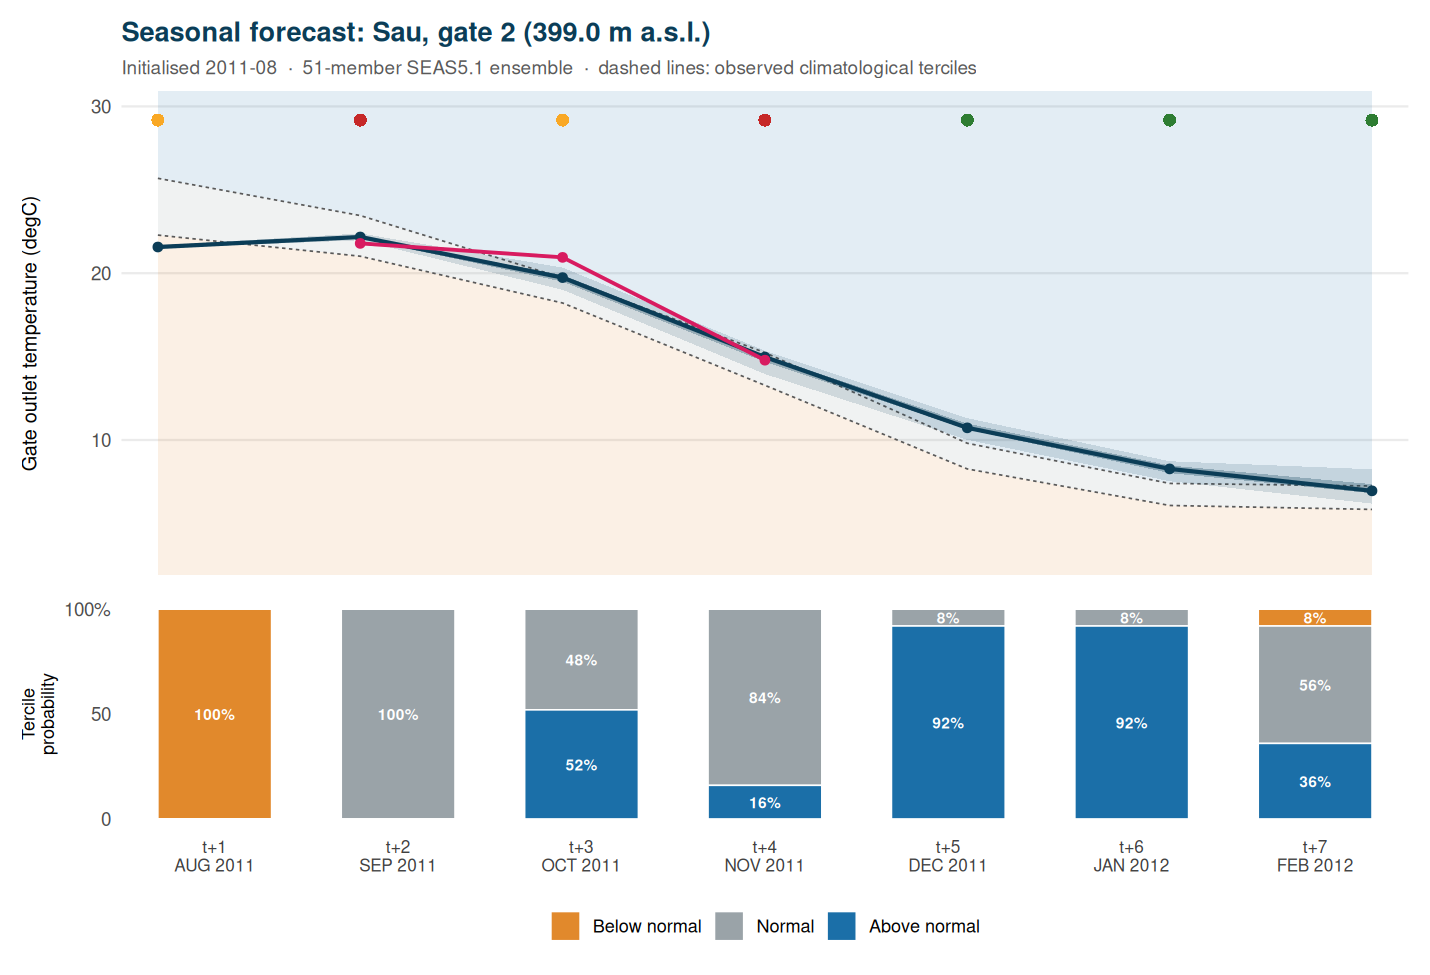 Seasonal forecast: Sau, gate 2 (399.0 m a.s.l.)
Initialised 2011-08 · 51-member SEAS5.1 ensemble · dashed lines: observed climatological terciles
Gate outlet temperature (degC)
30
20
10
Tercile
probability
100%
50
0
100%
100%
48%
52%
84%
16%
8%
92%
8%
92%
8%
56%
36%
t+1
AUG 2011
t+2
SEP 2011
t+3
OCT 2011
t+4
NOV 2011
t+5
DEC 2011
t+6
JAN 2012
t+7
FEB 2012
Below normal
Normal
Above normal